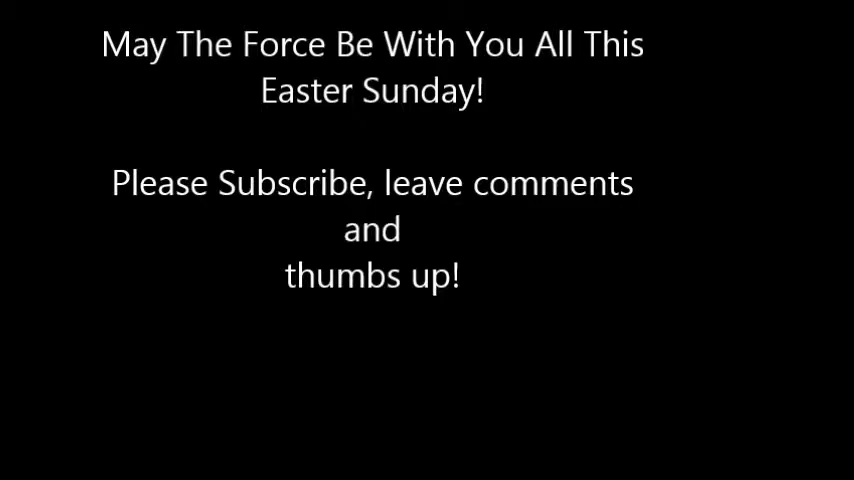 May The Force Be With You All This
Easter Sunday!
Please Subscribe, leave comments
and
thumbs up!